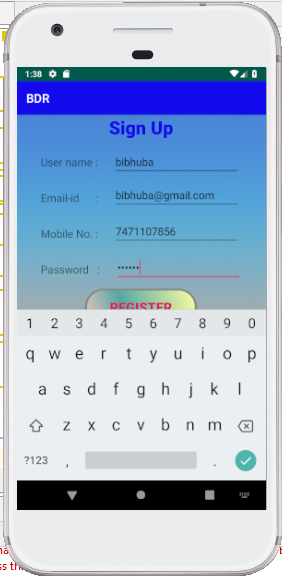 1:38
BDR
Sign Up
User name : bibhuba
Email-id : bibhuba@gmail.com
Mobile No. : 7471107856
Password : ••••••
REGISTER
1 2 3 4 5 6 7 8 9 0
q w e r t y u i o p
a s d f g h j k l
z x c v b n m
?123 , .